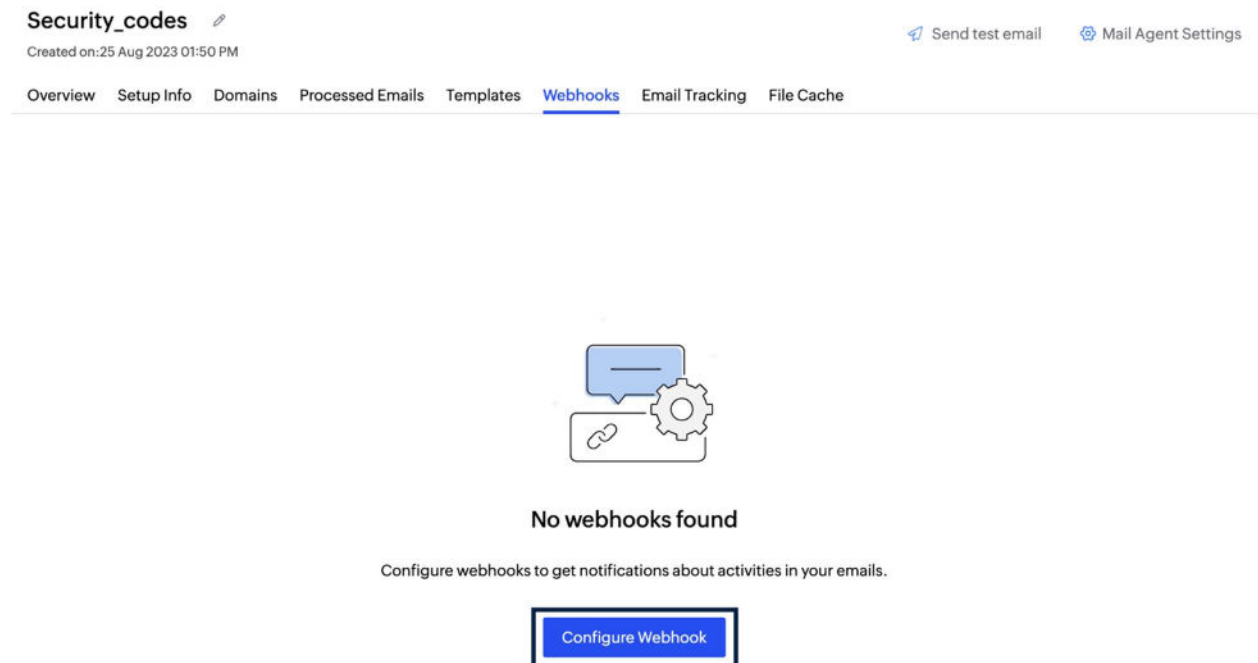 Security_codes
Send test email
Mail Agent Settings
Created on:25 Aug 2023 01:50 PM
Overview Setup Info Domains Processed Emails Templates Webhooks Email Tracking File Cache
No webhooks found
Configure webhooks to get notifications about activities in your emails.
Configure Webhook